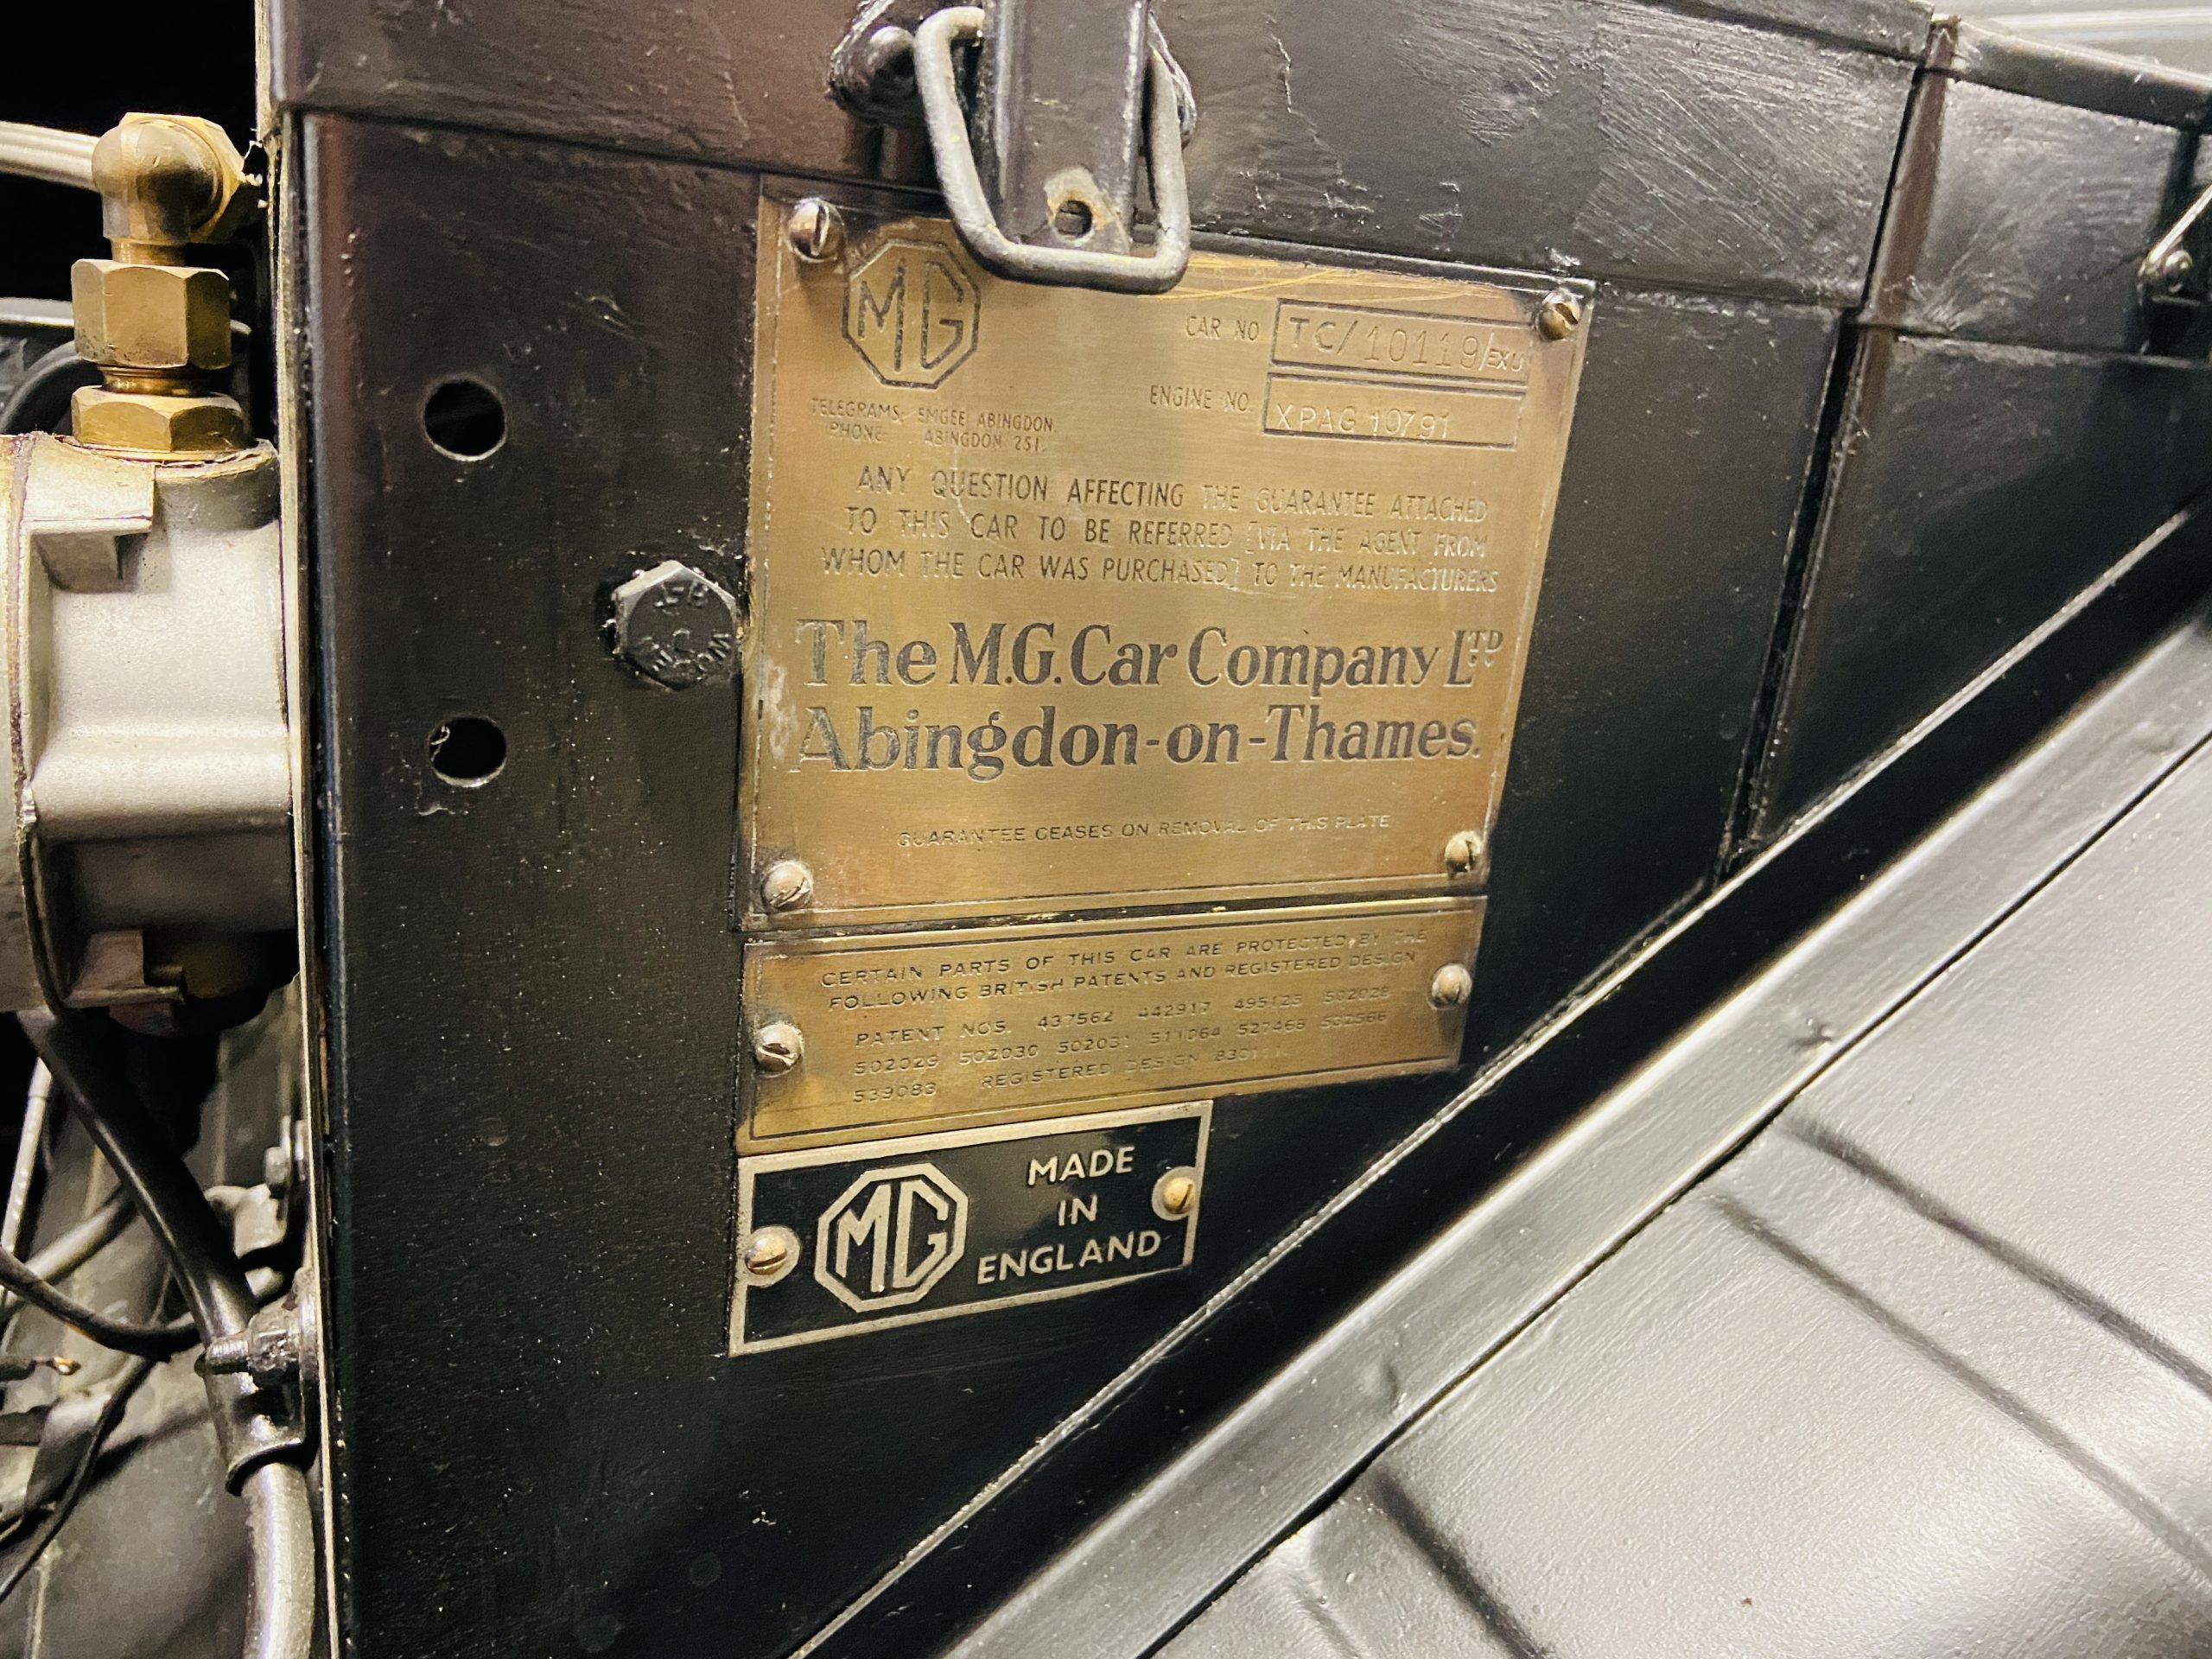 MG
CAR NO TC/10119/EXU
ENGINE NO. XPAG 10791
TELEGRAMS: EMGEE ABINGDON.
PHONE: ABINGDON 251.
ANY QUESTION AFFECTING THE GUARANTEE ATTACHED
TO THIS CAR TO BE REFERRED [VIA THE AGENT FROM
WHOM THE CAR WAS PURCHASED] TO THE MANUFACTURERS
The M.G. Car Company LTD
Abingdon-on-Thames.
GUARANTEE CEASES ON REMOVAL OF THIS PLATE
CERTAIN PARTS OF THIS CAR ARE PROTECTED BY THE
FOLLOWING BRITISH PATENTS AND REGISTERED DESIGN
PATENT NOS. 437562 442917 495123 502028
502029 502030 502031 511064 527468 532566
539083 REGISTERED DESIGN
MG
MADE
IN
ENGLAND